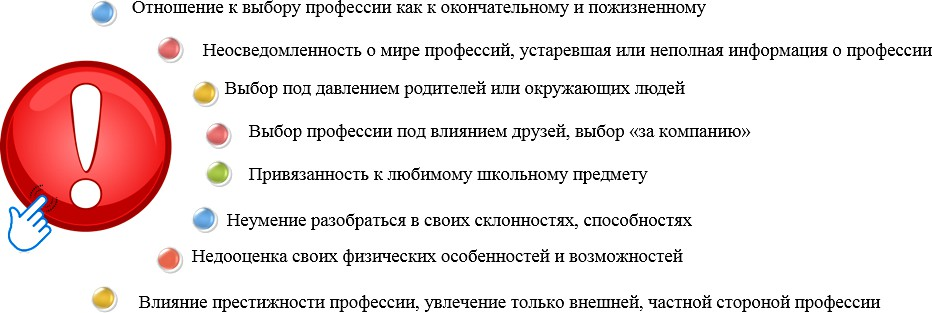 Отношение к выбору профессии как к окончательному и пожизненному
Неосведомленность о мире профессий, устаревшая или неполная информация о профессии
Выбор под давлением родителей или окружающих людей
Выбор профессии под влиянием друзей, выбор «за компанию»
Привязанность к любимому школьному предмету
Неумение разобраться в своих склонностях, способностях
Недооценка своих физических особенностей и возможностей
Влияние престижности профессии, увлечение только внешней, частной стороной профессии